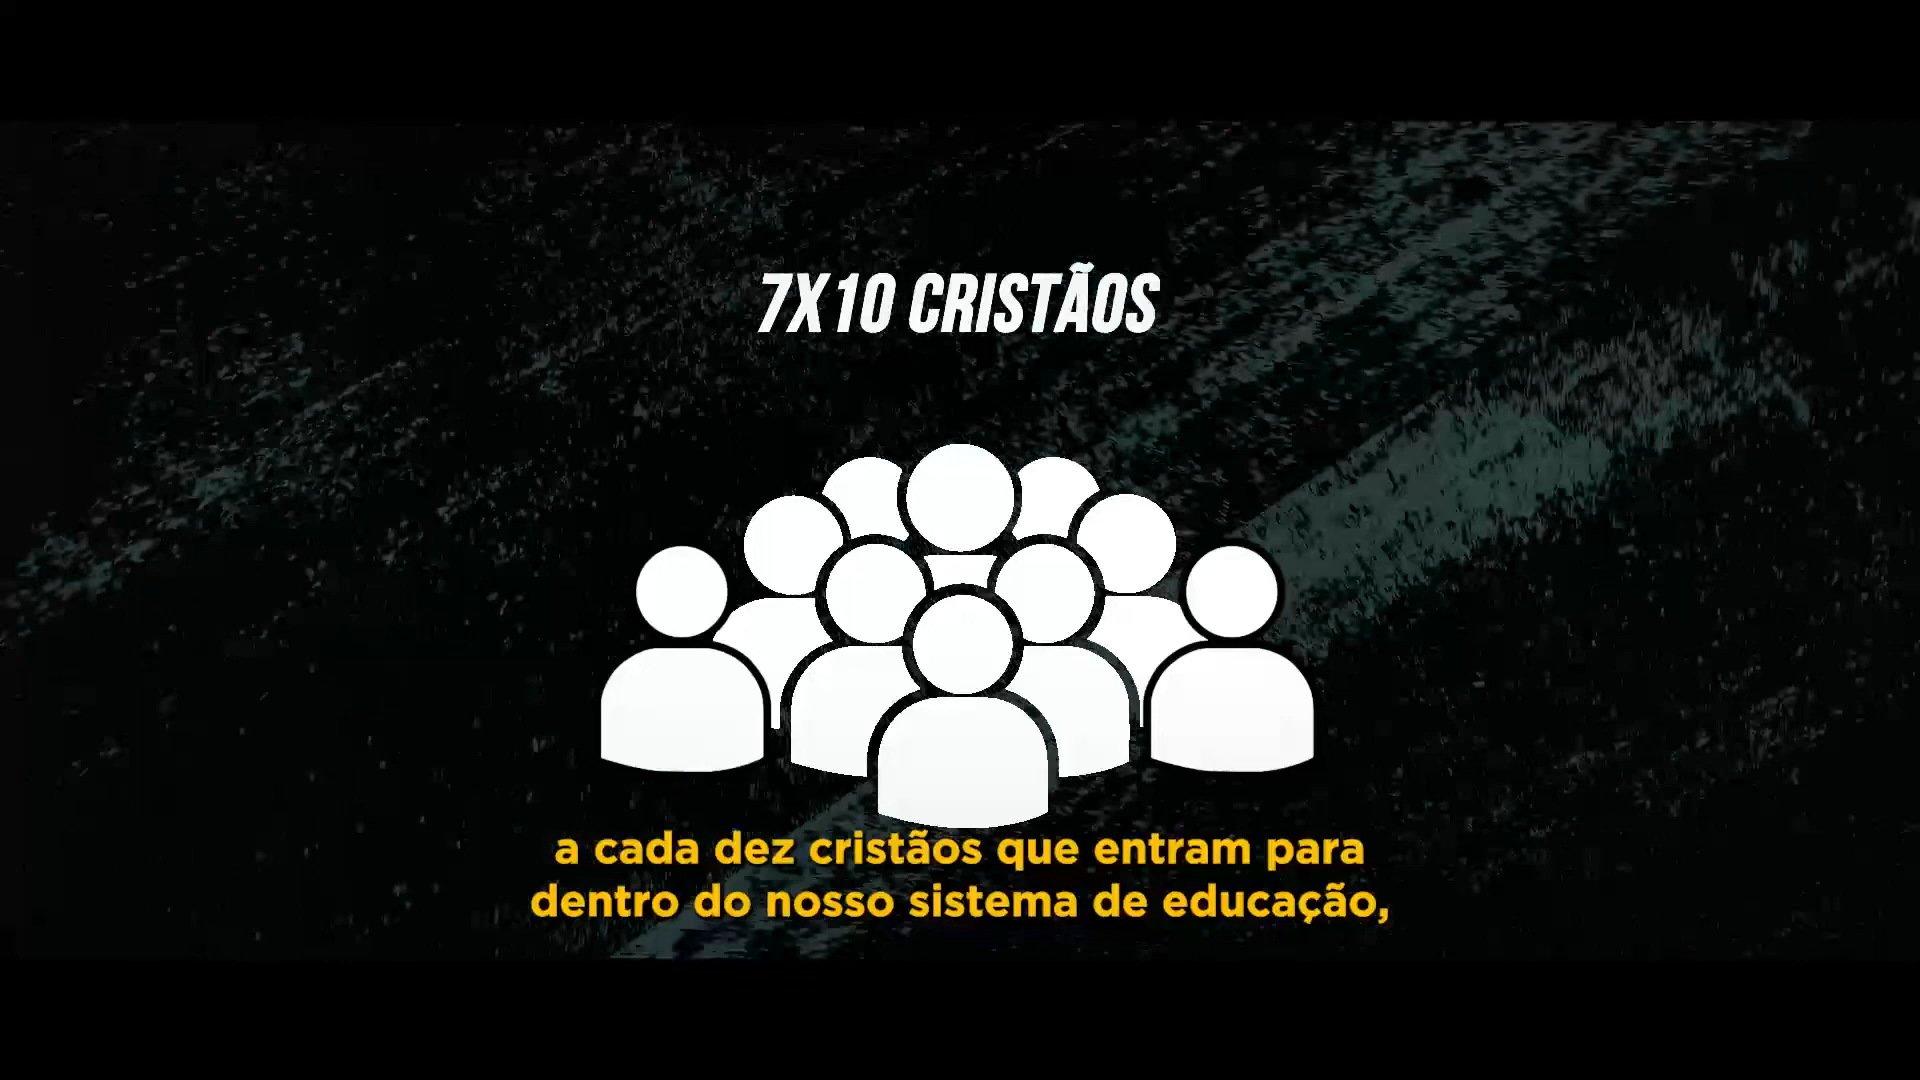 7X10 CRISTÃOS
a cada dez cristãos que entram para
dentro do nosso sistema de educação,